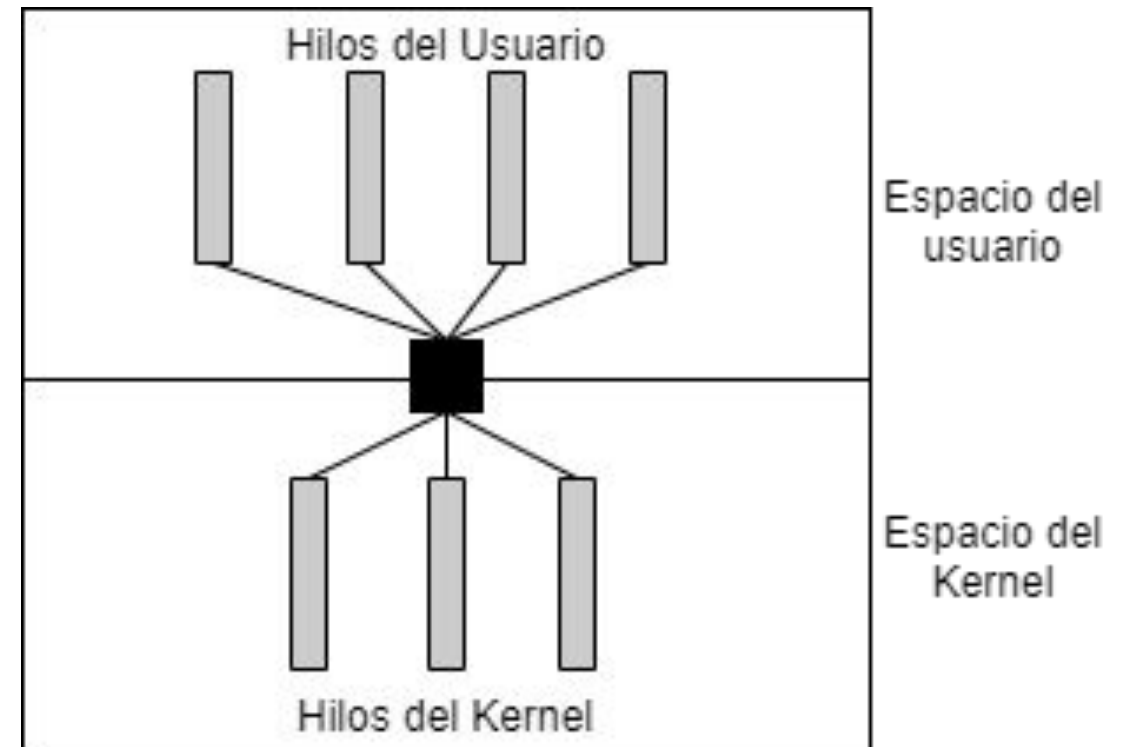 Hilos del Usuario
Espacio del
usuario
Espacio del
Kernel
Hilos del Kernel